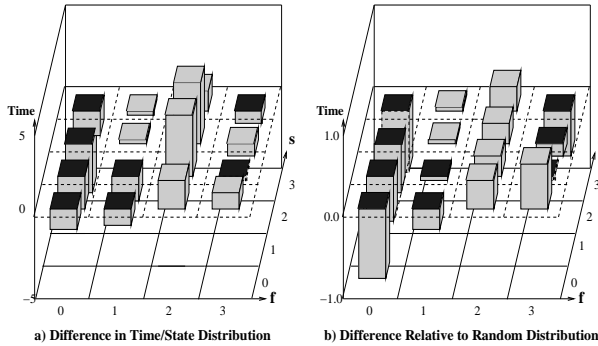 Time
5
0
−5
0
1
2
3
f
0
1
2
3
s
a) Difference in Time/State Distribution
Time
1.0
0.0
−1.0
0
1
2
3
f
0
1
2
3
s
b) Difference Relative to Random Distribution